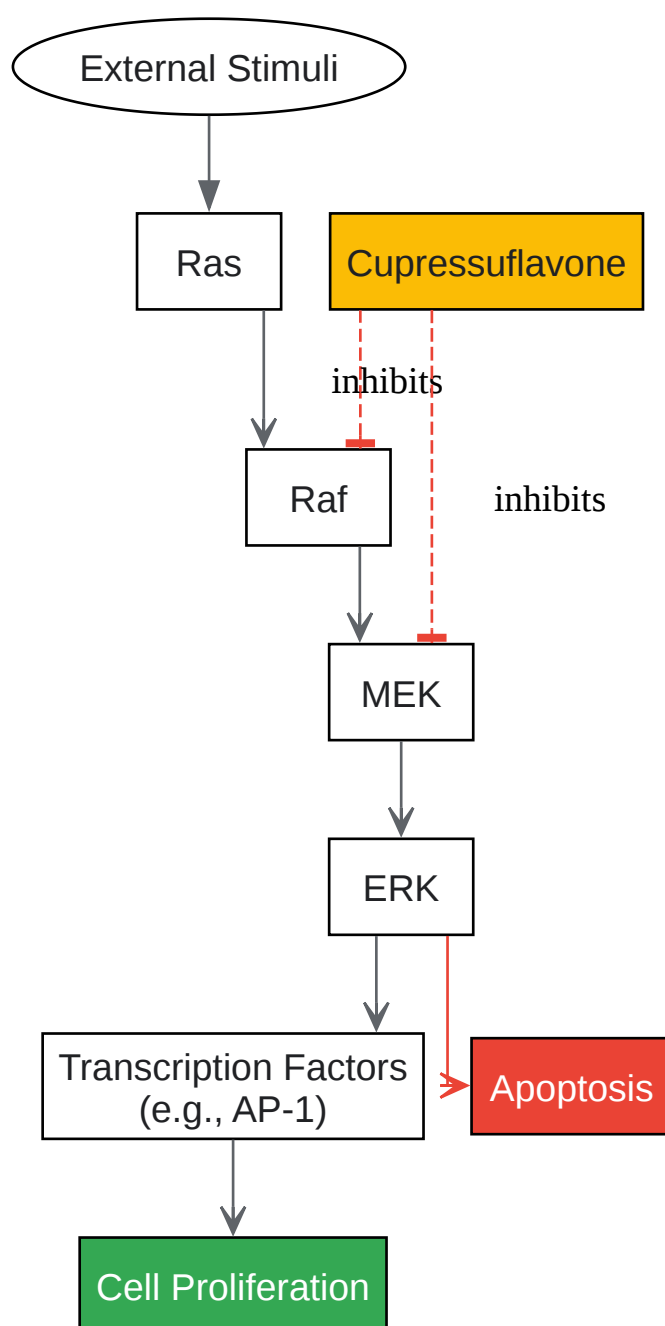 External Stimuli
Ras
Cupressuflavone
inhibits
Raf
inhibits
MEK
ERK
Transcription Factors
(e.g., AP-1)
Apoptosis
Cell Proliferation